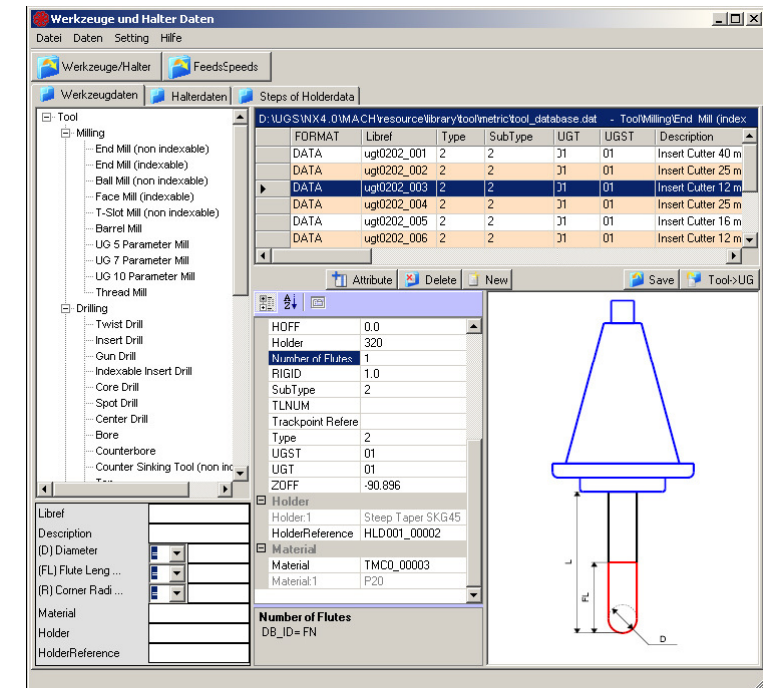 Werkzeuge und Halter Daten
Datei Daten Setting Hilfe
Werkzeuge/Halter FeedsSpeeds
Werkzeugdaten Halterdaten Steps of Holderdata
Tool
Milling
End Mill (non indexable)
End Mill (indexable)
Ball Mill (non indexable)
Face Mill (indexable)
T-Slot Mill (non indexable)
Barrel Mill
UG 5 Parameter Mill
UG 7 Parameter Mill
UG 10 Parameter Mill
Thread Mill
Drilling
Twist Drill
Insert Drill
Gun Drill
Indexable Insert Drill
Core Drill
Spot Drill
Center Drill
Bore
Counterbore
Counter Sinking Tool (non inc
Libref
Description
(D) Diameter
(FL) Flute Leng ...
(R) Corner Radi ...
Material
Holder
HolderReference
D:\UGS\NX4.0\MACH\resource\library\tool\metric\tool_database.dat - Tool\Milling\End Mill (index
FORMAT Libref Type SubType UGT UGST Description
DATA ugt0202_001 2 2 01 01 Insert Cutter 40 m
DATA ugt0202_002 2 2 01 01 Insert Cutter 25 m
DATA ugt0202_003 2 2 01 01 Insert Cutter 12 m
DATA ugt0202_004 2 2 01 01 Insert Cutter 25 m
DATA ugt0202_005 2 2 01 01 Insert Cutter 16 m
DATA ugt0202_006 2 2 01 01 Insert Cutter 12 m
Attribute Delete New Save Tool->UG
HOFF 0.0
Holder 320
Number of Flutes 1
RIGID 1.0
SubType 2
TLNUM
Trackpoint Refere
Type 2
UGST 01
UGT 01
ZOFF -90.896
Holder
Holder:1 Steep Taper SKG45
HolderReference HLD001_00002
Material
Material TMC0_00003
Material:1 P20
Number of Flutes
DB_ID= FN
L
FL
D